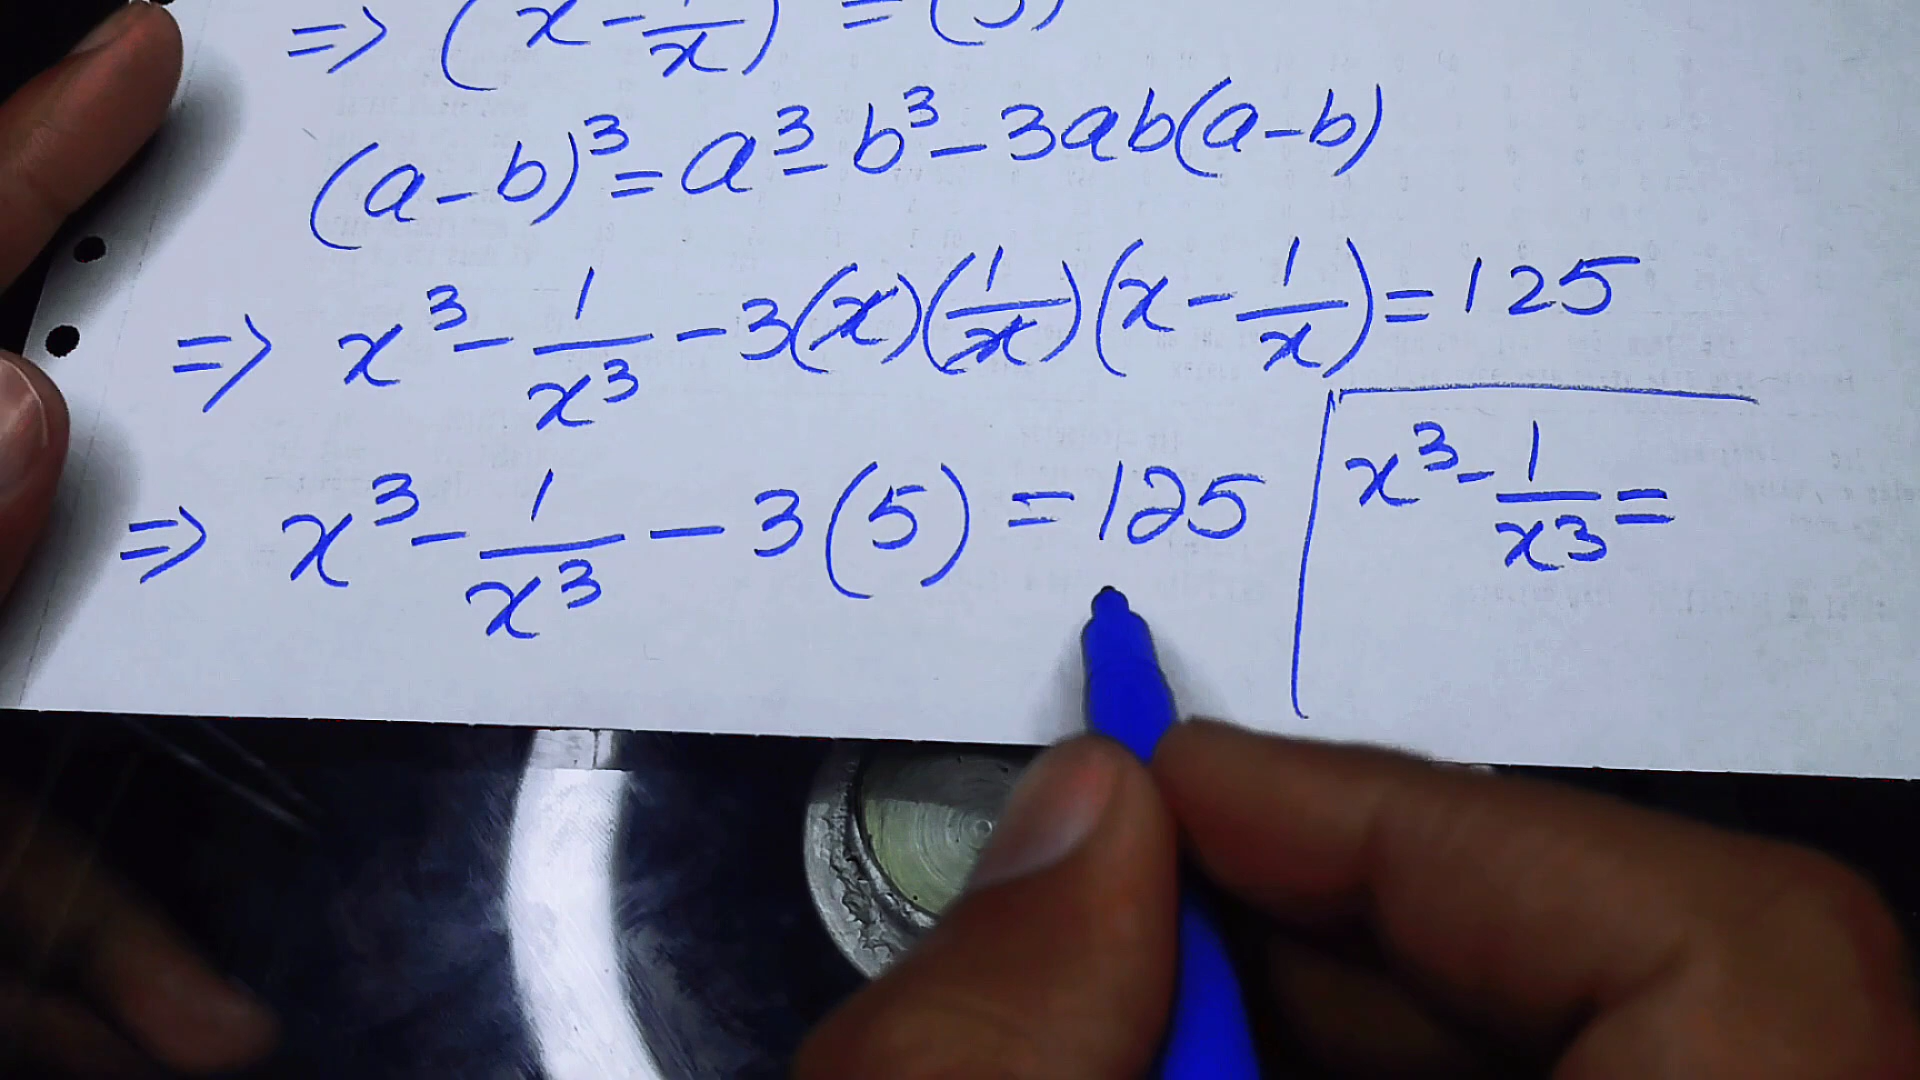 => (x - 1/x) = (5)
(a-b)³ = a³ - b³ - 3ab(a-b)
=> x³ - 1/x³ - 3(x)(1/x)(x - 1/x) = 125
=> x³ - 1/x³ - 3(5) = 125
x³ - 1/x³ =